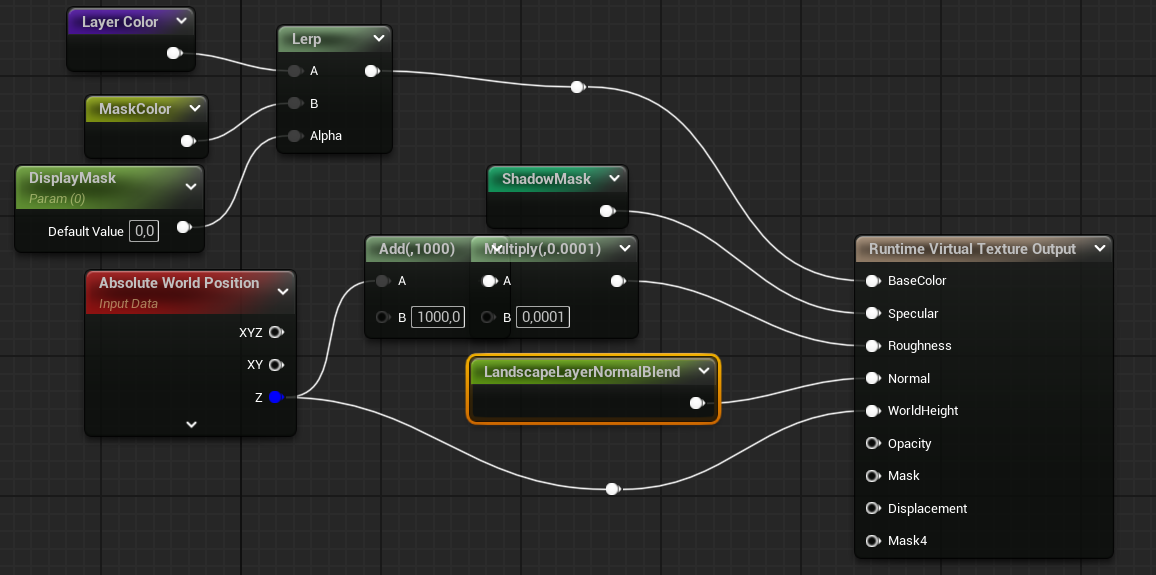 Layer Color
Lerp
A
B
Alpha
MaskColor
DisplayMask
Param (0)
Default Value 0,0
ShadowMask
Add(,1000)
A
B 1000,0
Multiply(,0.0001)
A
B 0,0001
Absolute World Position
Input Data
XYZ
XY
Z
LandscapeLayerNormalBlend
Runtime Virtual Texture Output
BaseColor
Specular
Roughness
Normal
WorldHeight
Opacity
Mask
Displacement
Mask4